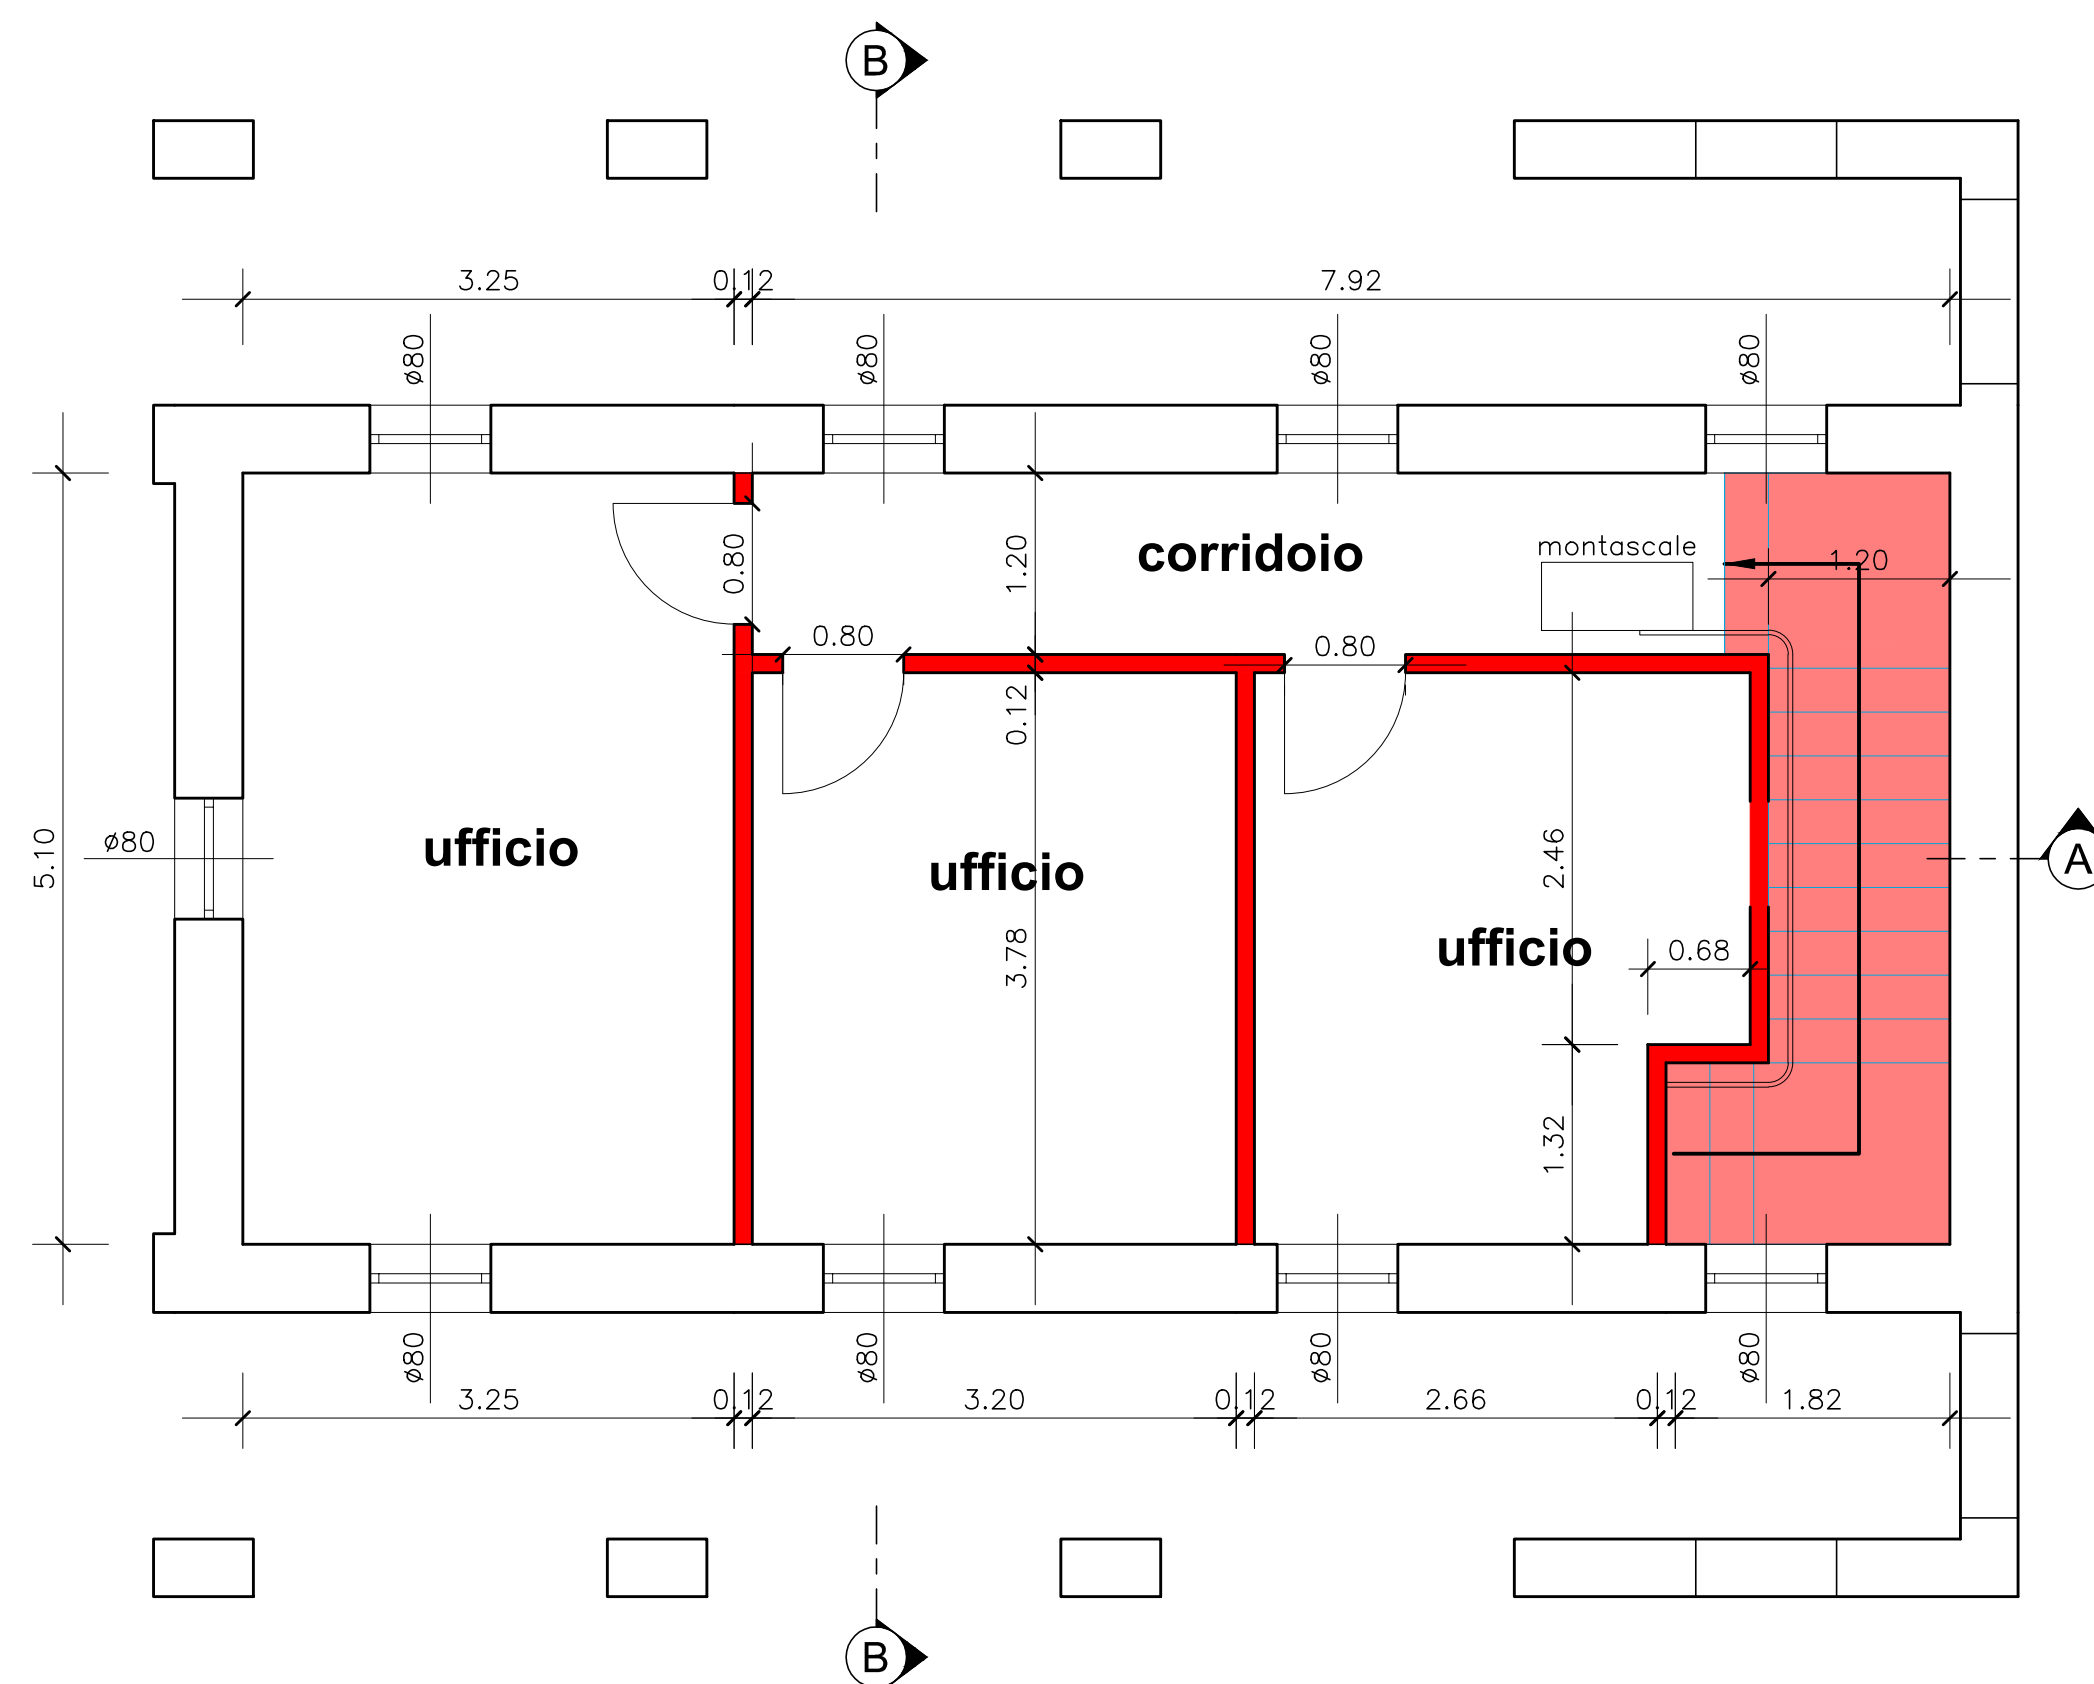 B
3.25
0.12
7.92
ø80
ø80
ø80
ø80
0.80
1.20
corridoio
montascale
1.20
0.80
0.80
0.12
5.10
ø80
ufficio
ufficio
2.46
A
ufficio
0.68
3.78
1.32
ø80
ø80
ø80
ø80
3.25
0.12
3.20
0.12
2.66
0.12
1.82
B